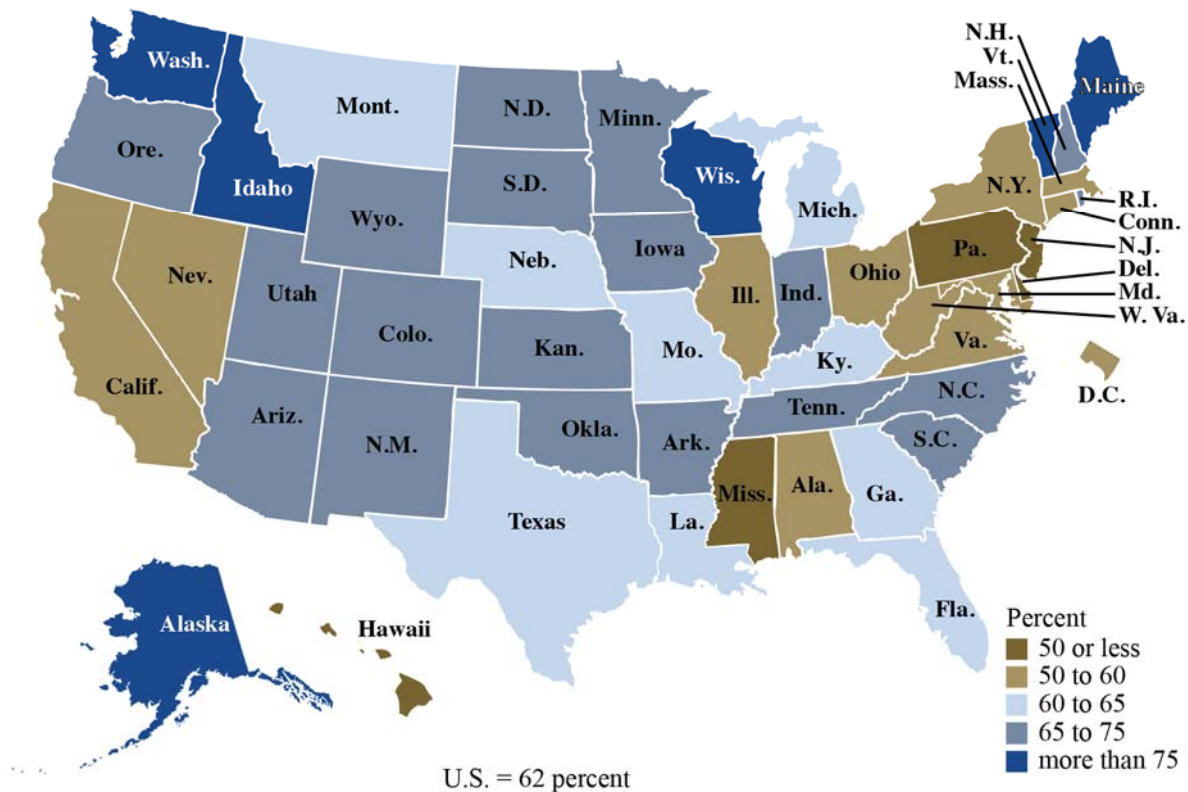 N.H.
Vt.
Mass.
Maine
Wash.
Mont.
N.D.
Minn.
Ore.
Idaho
Wis.
S.D.
N.Y.
Wyo.
Mich.
R.I.
Conn.
N.J.
Del.
Md.
W. Va.
Iowa
Pa.
Neb.
Nev.
Ohio
Utah
Ill.
Ind.
Colo.
Va.
Kan.
Mo.
Ky.
Calif.
D.C.
N.C.
Tenn.
Ariz.
Okla.
N.M.
Ark.
S.C.
Miss.
Ala.
Ga.
Texas
La.
Fla.
Alaska
Hawaii
Percent
50 or less
50 to 60
60 to 65
65 to 75
more than 75
U.S. = 62 percent